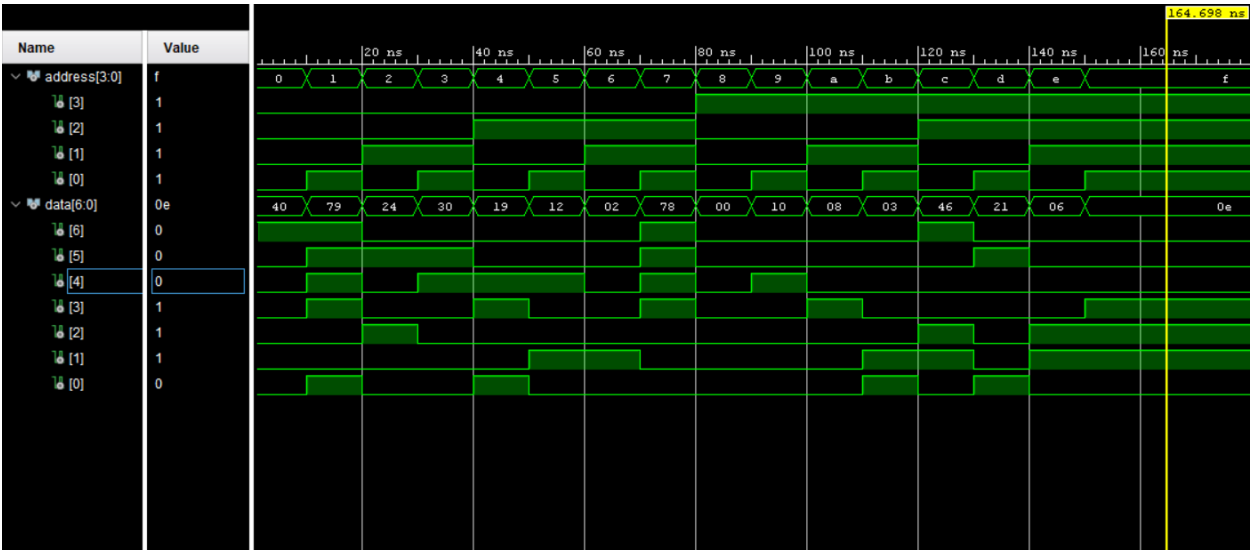 164.698 ns
Name Value
20 ns 40 ns 60 ns 80 ns 100 ns 120 ns 140 ns 160 ns
address[3:0] f 0 1 2 3 4 5 6 7 8 9 a b c d e f
[3] 1
[2] 1
[1] 1
[0] 1
data[6:0] 0e 40 79 24 30 19 12 02 78 00 10 08 03 46 21 06 0e
[6] 0
[5] 0
[4] 0
[3] 1
[2] 1
[1] 1
[0] 0